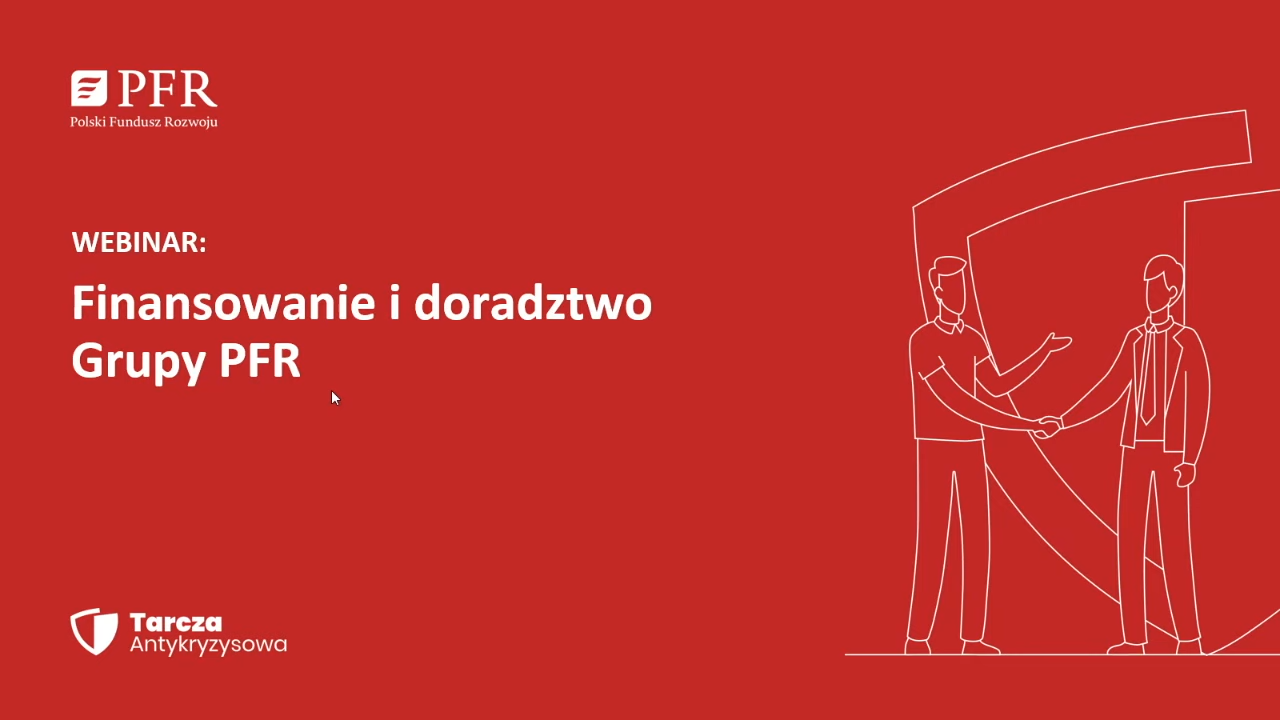 PFR
Polski Fundusz Rozwoju
WEBINAR:
Finansowanie i doradztwo
Grupy PFR
Tarcza
Antykryzysowa